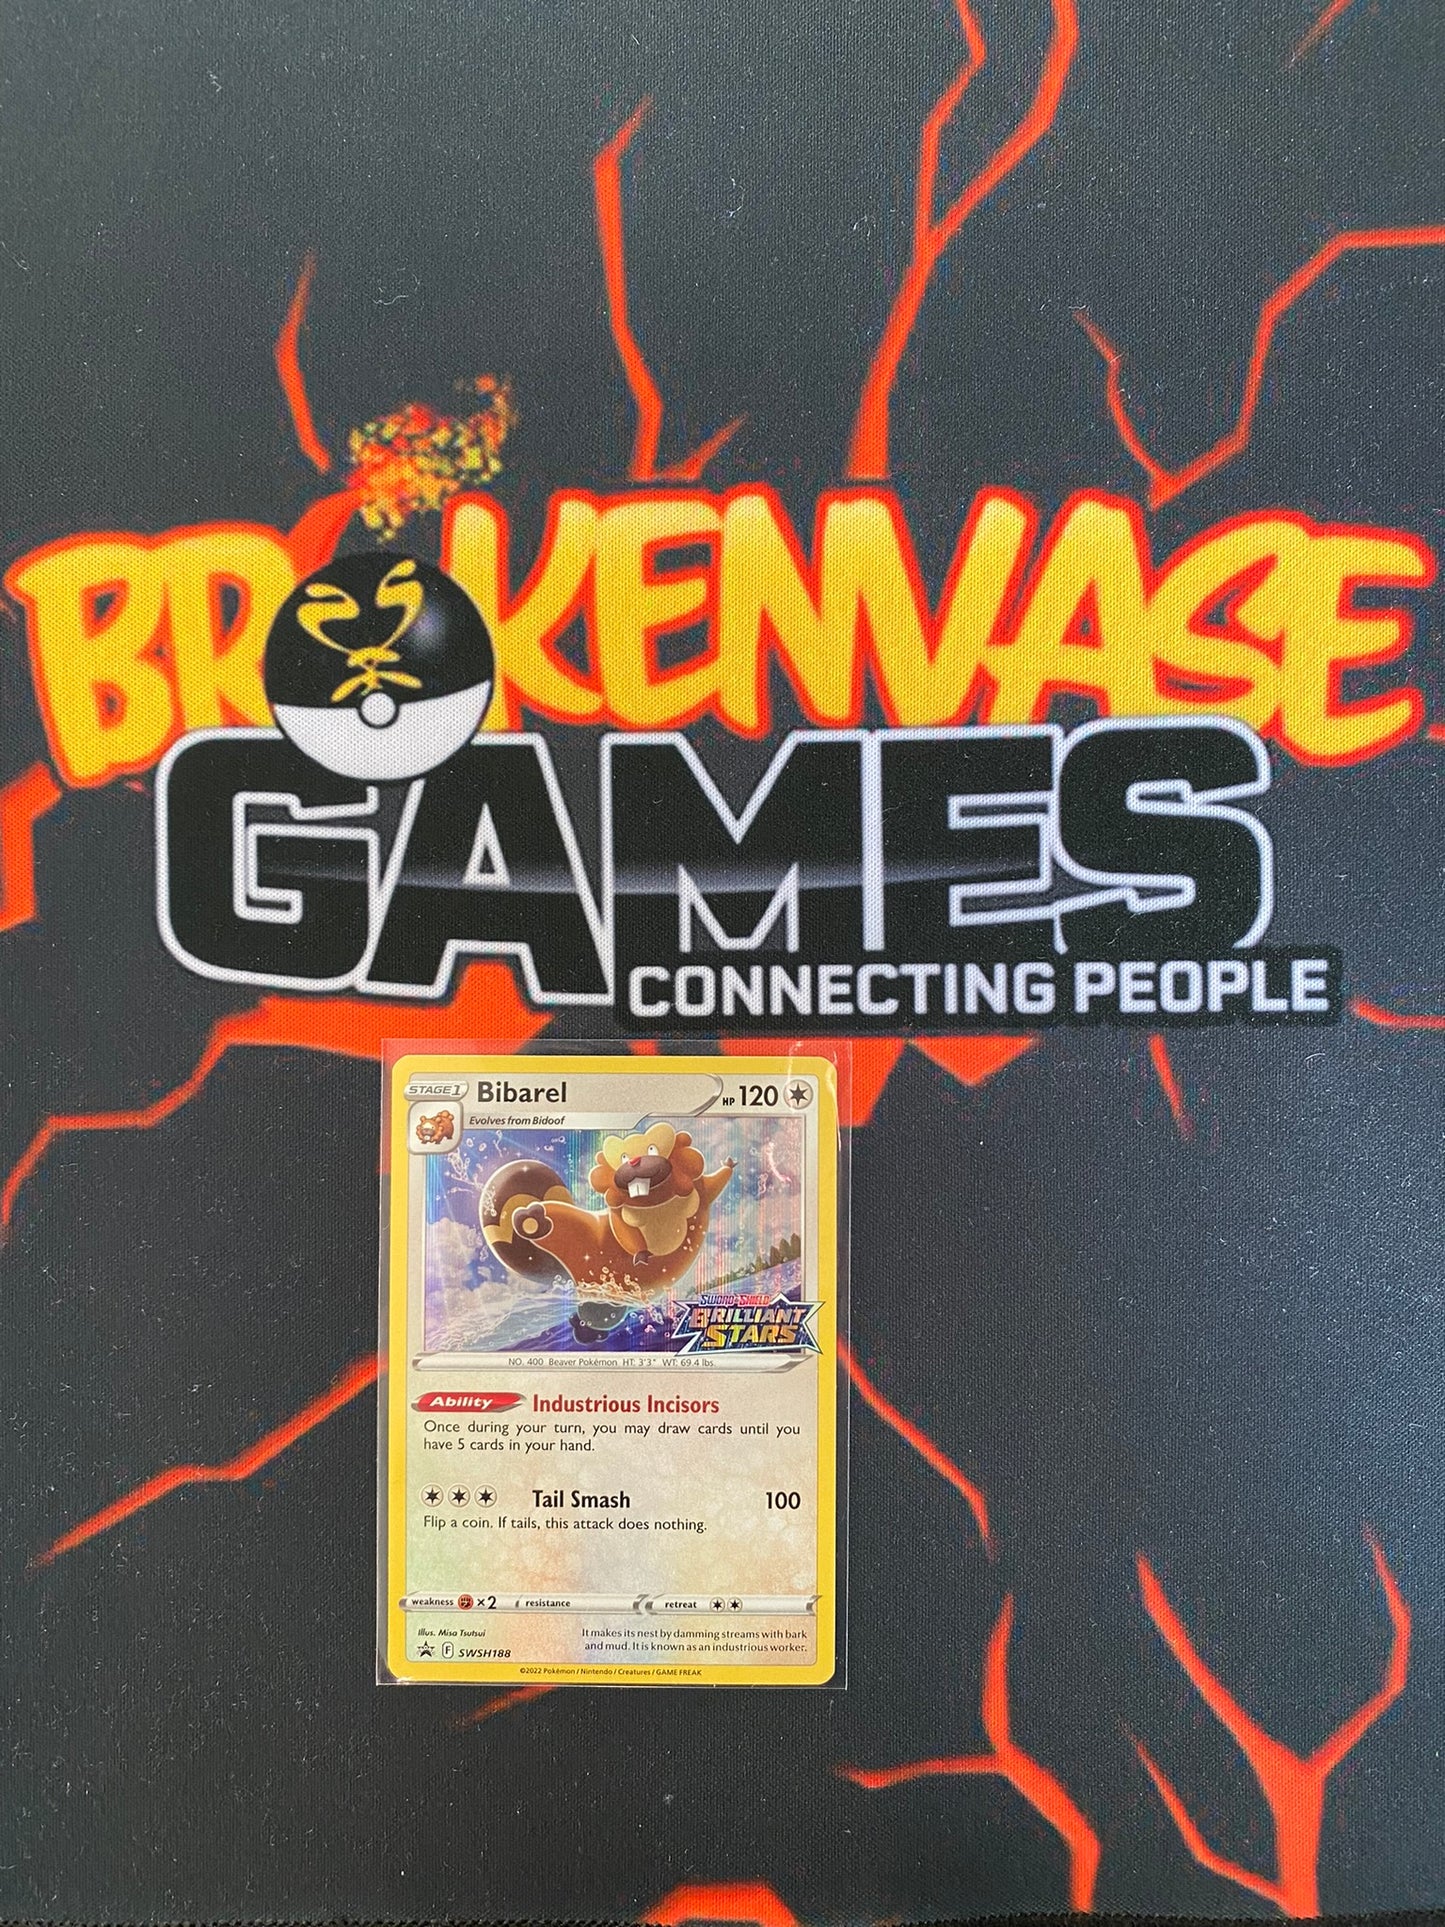 BROKENVASE
GAMES
CONNECTING PEOPLE
STAGE 1
Bibarel
HP 120
Evolves from Bidoof
SWORD & SHIELD
BRILLIANT
STARS
NO. 400 Beaver Pokémon HT: 3'3" WT: 69.4 lbs.
Ability Industrious Incisors
Once during your turn, you may draw cards until you
have 5 cards in your hand.
Tail Smash 100
Flip a coin. If tails, this attack does nothing.
weakness ×2 resistance retreat
Illus. Misa Tsutsui
It makes its nest by damming streams with bark
and mud. It is known as an industrious worker.
F SWSH188
©2022 Pokémon / Nintendo / Creatures / GAME FREAK